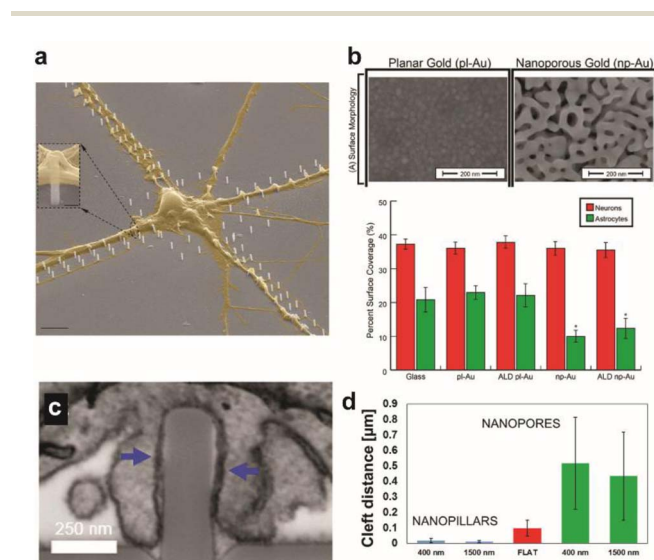 a
b
Planar Gold (pl-Au)
Nanoporous Gold (np-Au)
(A) Surface Morphology
200 nm
200 nm
Percent Surface Coverage (%)
50
40
30
20
10
0
Neurons
Astrocytes
*
*
Glass
pl-Au
ALD pl-Au
np-Au
ALD np-Au
c
250 nm
d
Cleft distance [µm]
0.9
0.8
0.7
0.6
0.5
0.4
0.3
0.2
0.1
0
NANOPORES
NANOPILLARS
400 nm
1500 nm
FLAT
400 nm
1500 nm